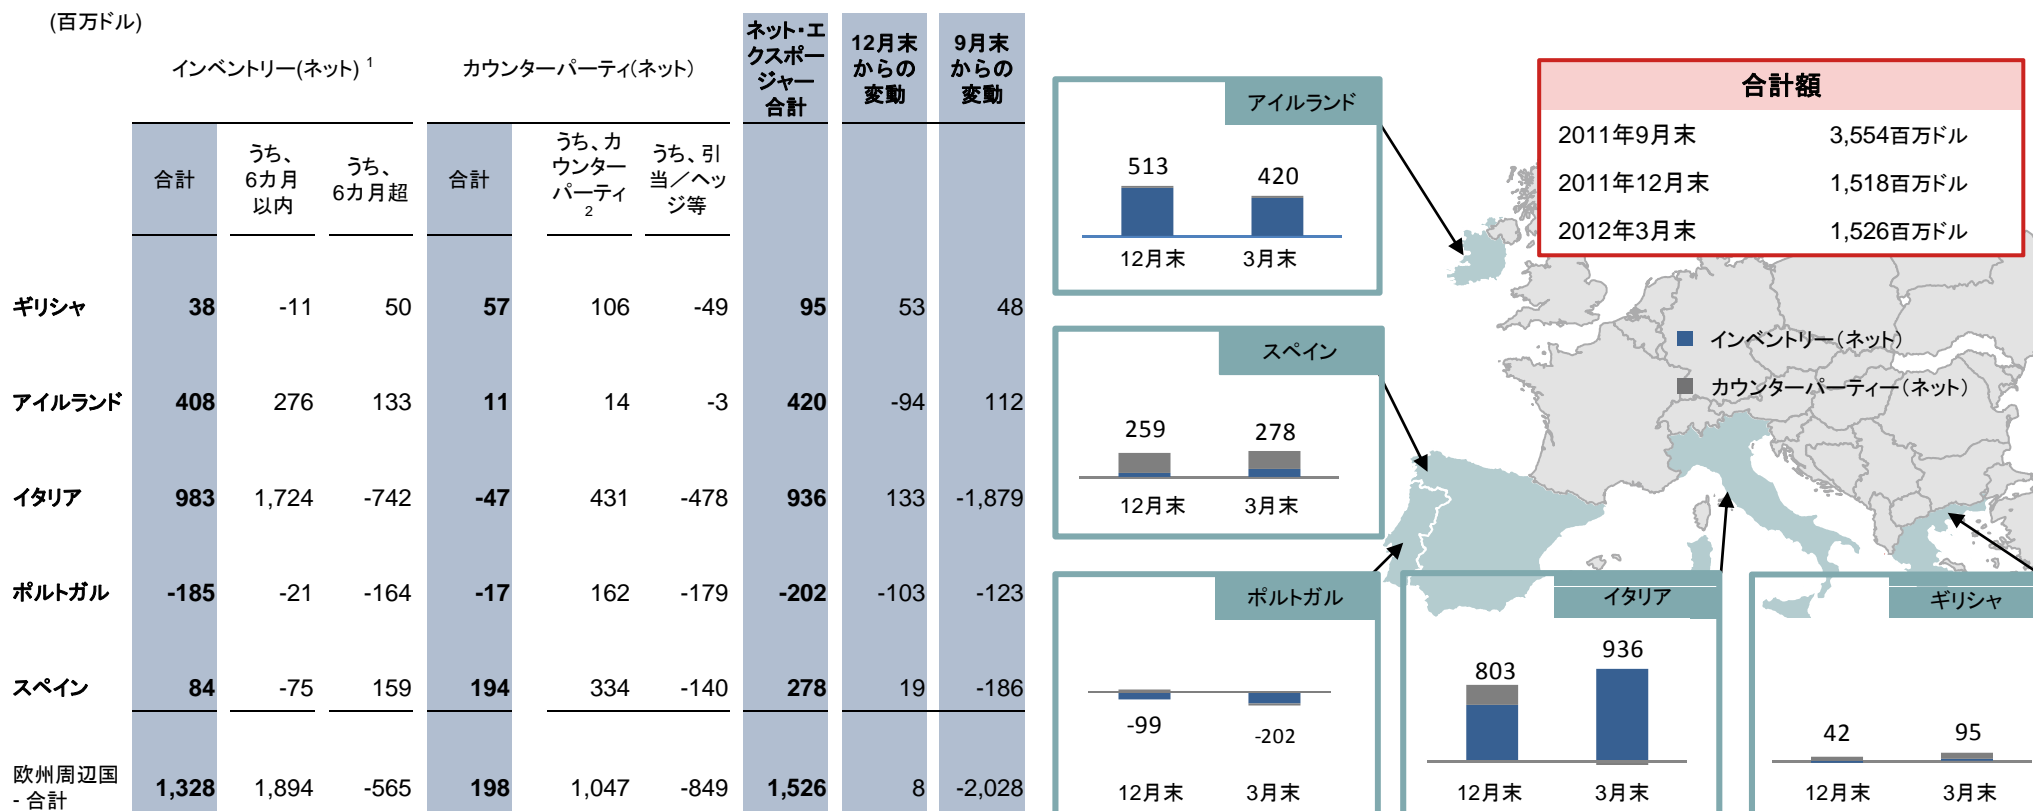 (百万ドル)
インベントリー(ネット) 1
カウンターパーティ(ネット)
ネット・エ
クスポー
ジャー
合計
12月末
からの
変動
9月末
からの
変動
合計
うち、
6カ月
以内
うち、
6カ月超
合計
うち、カ
ウンター
パーティ
2
うち、引
当／ヘッ
ジ等
ギリシャ 38 -11 50 57 106 -49 95 53 48
アイルランド 408 276 133 11 14 -3 420 -94 112
イタリア 983 1,724 -742 -47 431 -478 936 133 -1,879
ポルトガル -185 -21 -164 -17 162 -179 -202 -103 -123
スペイン 84 -75 159 194 334 -140 278 19 -186
欧州周辺国
- 合計 1,328 1,894 -565 198 1,047 -849 1,526 8 -2,028
アイルランド
513 420
12月末 3月末
合計額
2011年9月末 3,554百万ドル
2011年12月末 1,518百万ドル
2012年3月末 1,526百万ドル
インベントリー（ネット）
カウンターパーティー（ネット）
スペイン
259 278
12月末 3月末
ポルトガル
-99 -202
12月末 3月末
イタリア
803 936
12月末 3月末
ギリシャ
42 95
12月末 3月末